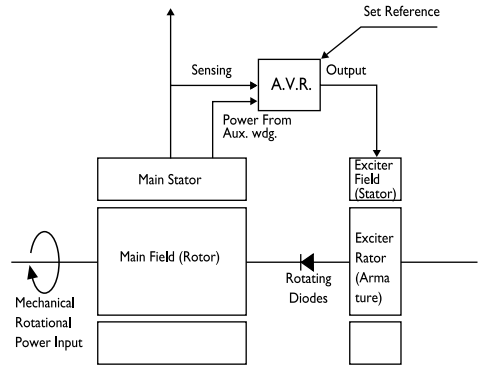 Set Reference
Sensing
A.V.R.
Output
Power From
Aux. wdg.
Main Stator
Exciter
Field
(Stator)
Main Field (Rotor)
Rotating
Diodes
Exciter
Rator
(Arma
ture)
Mechanical
Rotational
Power Input